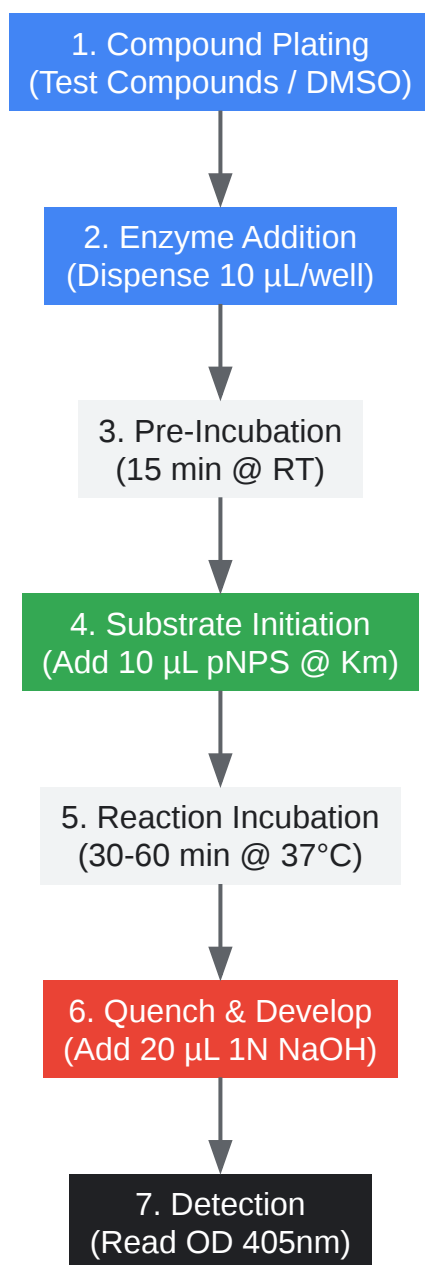 1. Compound Plating
(Test Compounds / DMSO)
2. Enzyme Addition
(Dispense 10 µL/well)
3. Pre-Incubation
(15 min @ RT)
4. Substrate Initiation
(Add 10 µL pNPS @ Km)
5. Reaction Incubation
(30-60 min @ 37°C)
6. Quench & Develop
(Add 20 µL 1N NaOH)
7. Detection
(Read OD 405nm)